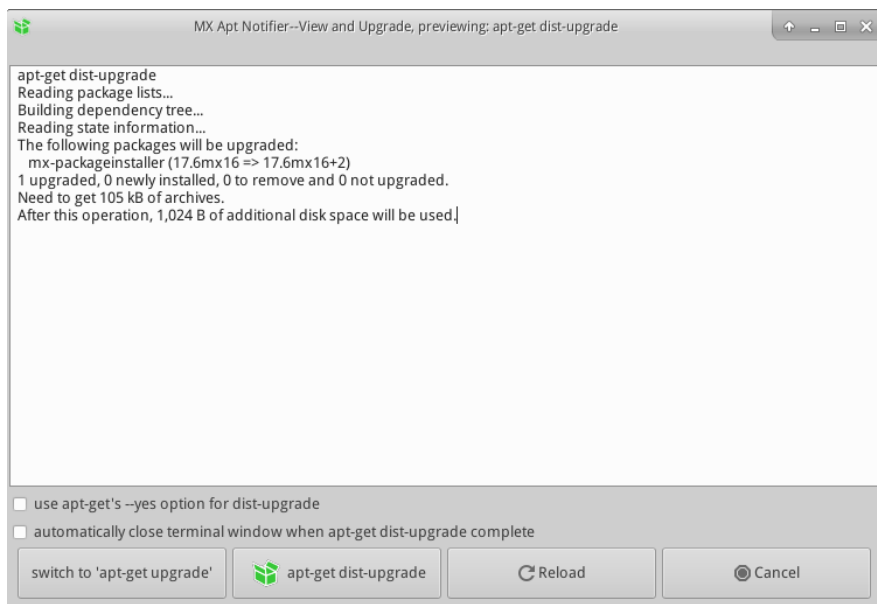 MX Apt Notifier--View and Upgrade, previewing: apt-get dist-upgrade
apt-get dist-upgrade
Reading package lists...
Building dependency tree...
Reading state information...
The following packages will be upgraded:
mx-packageinstaller (17.6mx16 => 17.6mx16+2)
1 upgraded, 0 newly installed, 0 to remove and 0 not upgraded.
Need to get 105 kB of archives.
After this operation, 1,024 B of additional disk space will be used.
use apt-get's --yes option for dist-upgrade
automatically close terminal window when apt-get dist-upgrade complete
switch to 'apt-get upgrade' apt-get dist-upgrade Reload Cancel